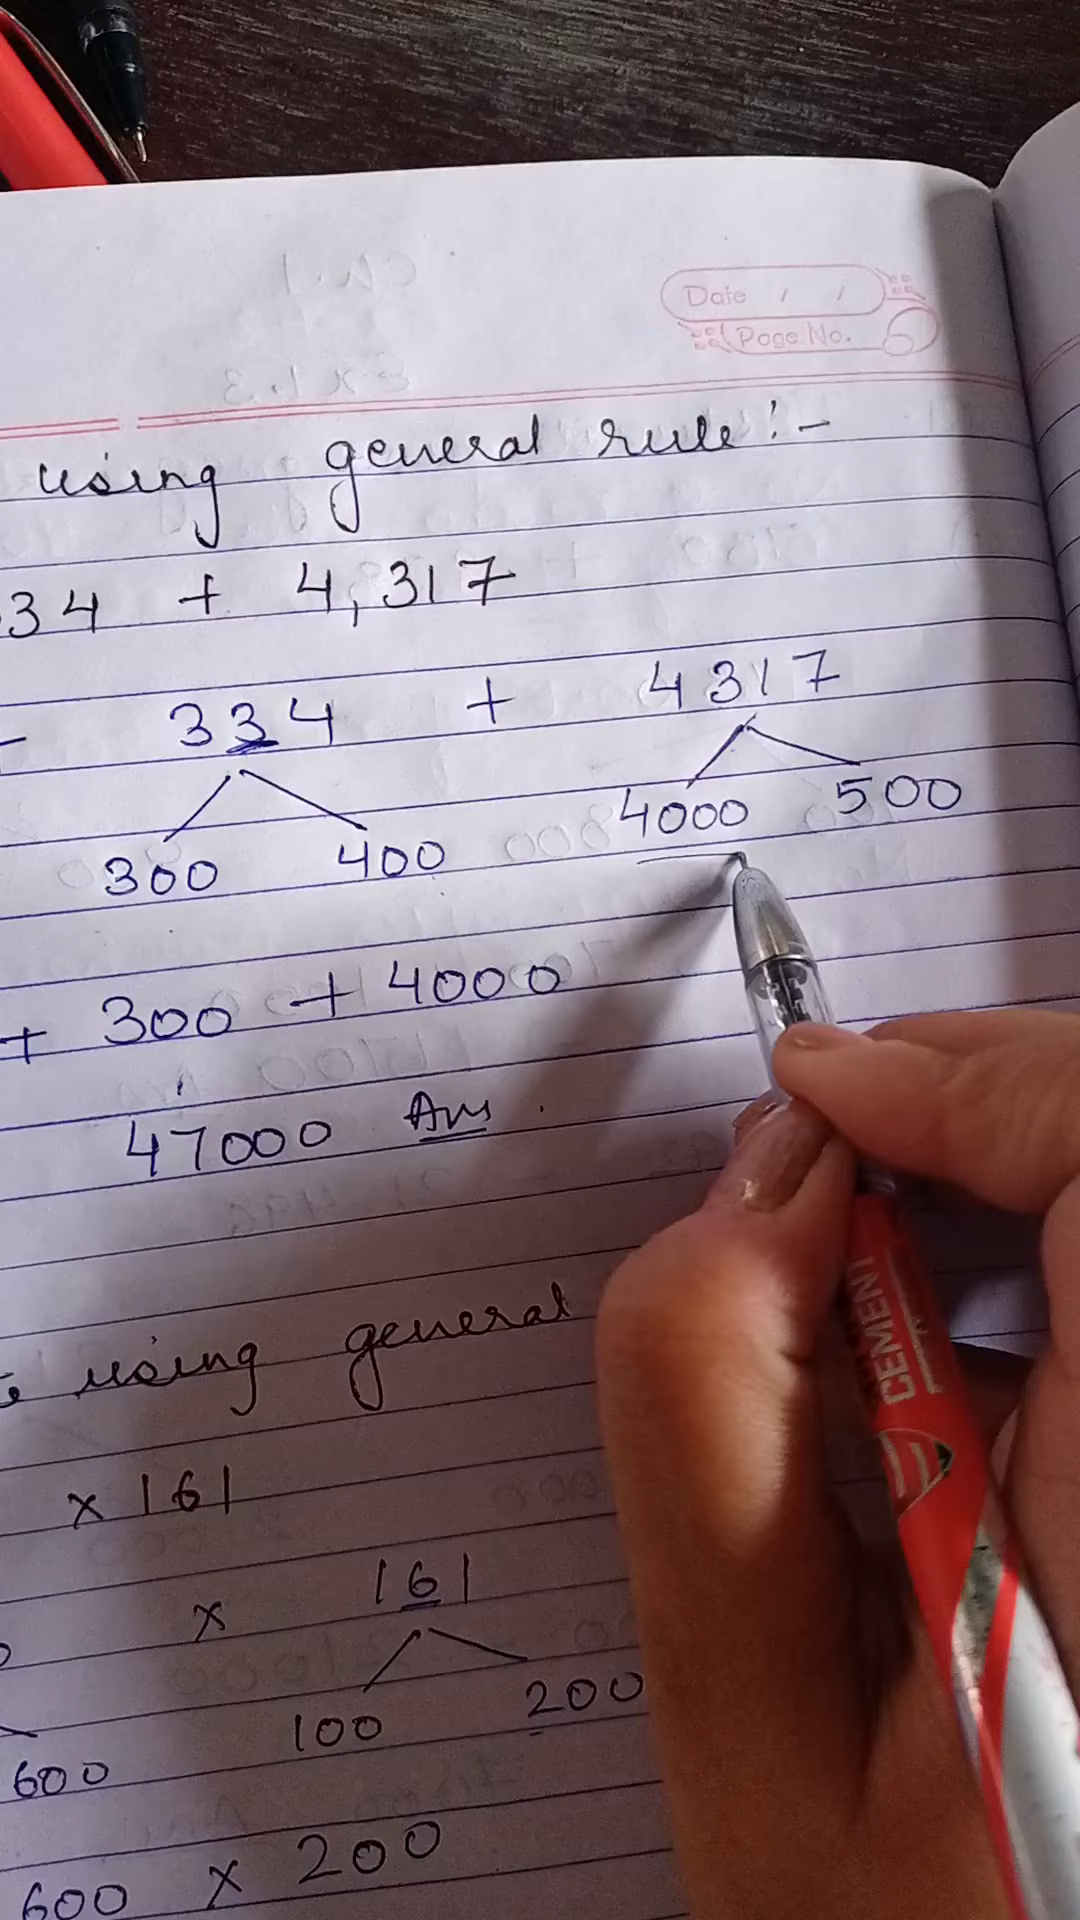 Date / /
Page No.
using general rule :-
34 + 4,317
334 + 4317
300 400 4000 500
+ 300 + 4000
47000 Ans.
using general
× 161
× 161
600 100 200
600 × 200
CEMENT